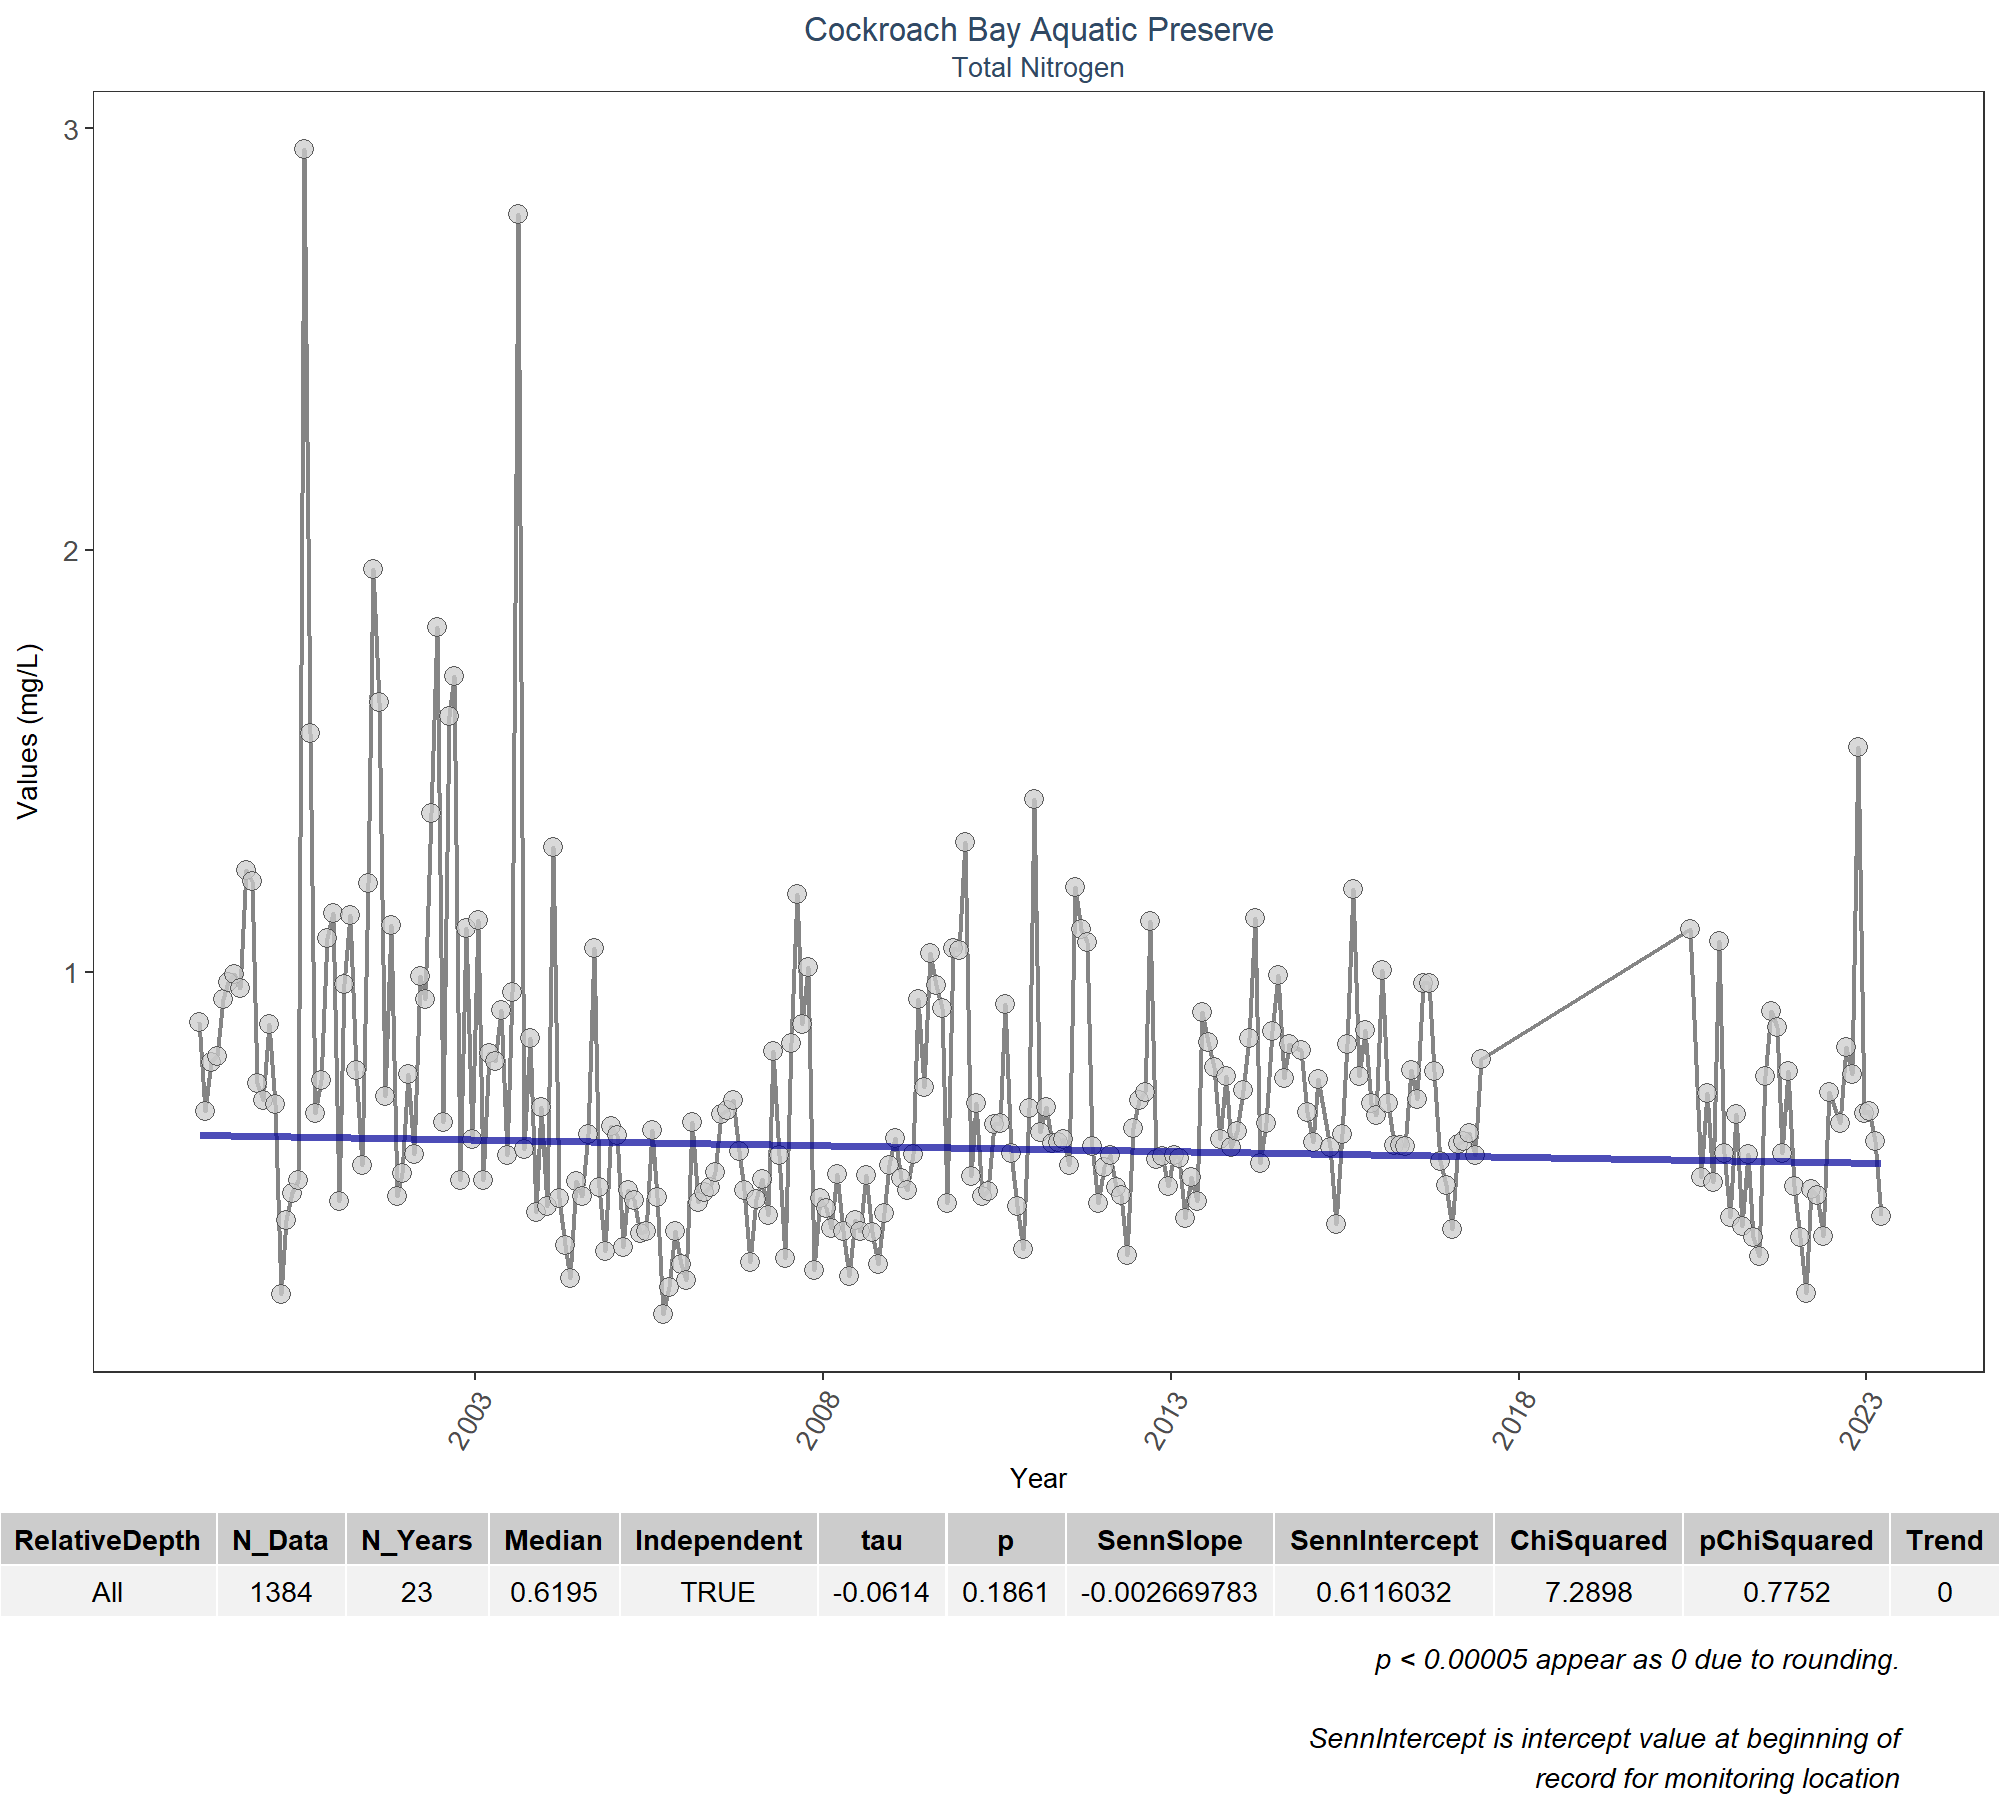 Cockroach Bay Aquatic Preserve
Total Nitrogen
3
2
1
Values (mg/L)
2003 2008 2013 2018 2023
Year
RelativeDepth N_Data N_Years Median Independent tau p SennSlope SennIntercept ChiSquared pChiSquared Trend
All 1384 23 0.6195 TRUE -0.0614 0.1861 -0.002669783 0.6116032 7.2898 0.7752 0
p < 0.00005 appear as 0 due to rounding.
SennIntercept is intercept value at beginning of
record for monitoring location